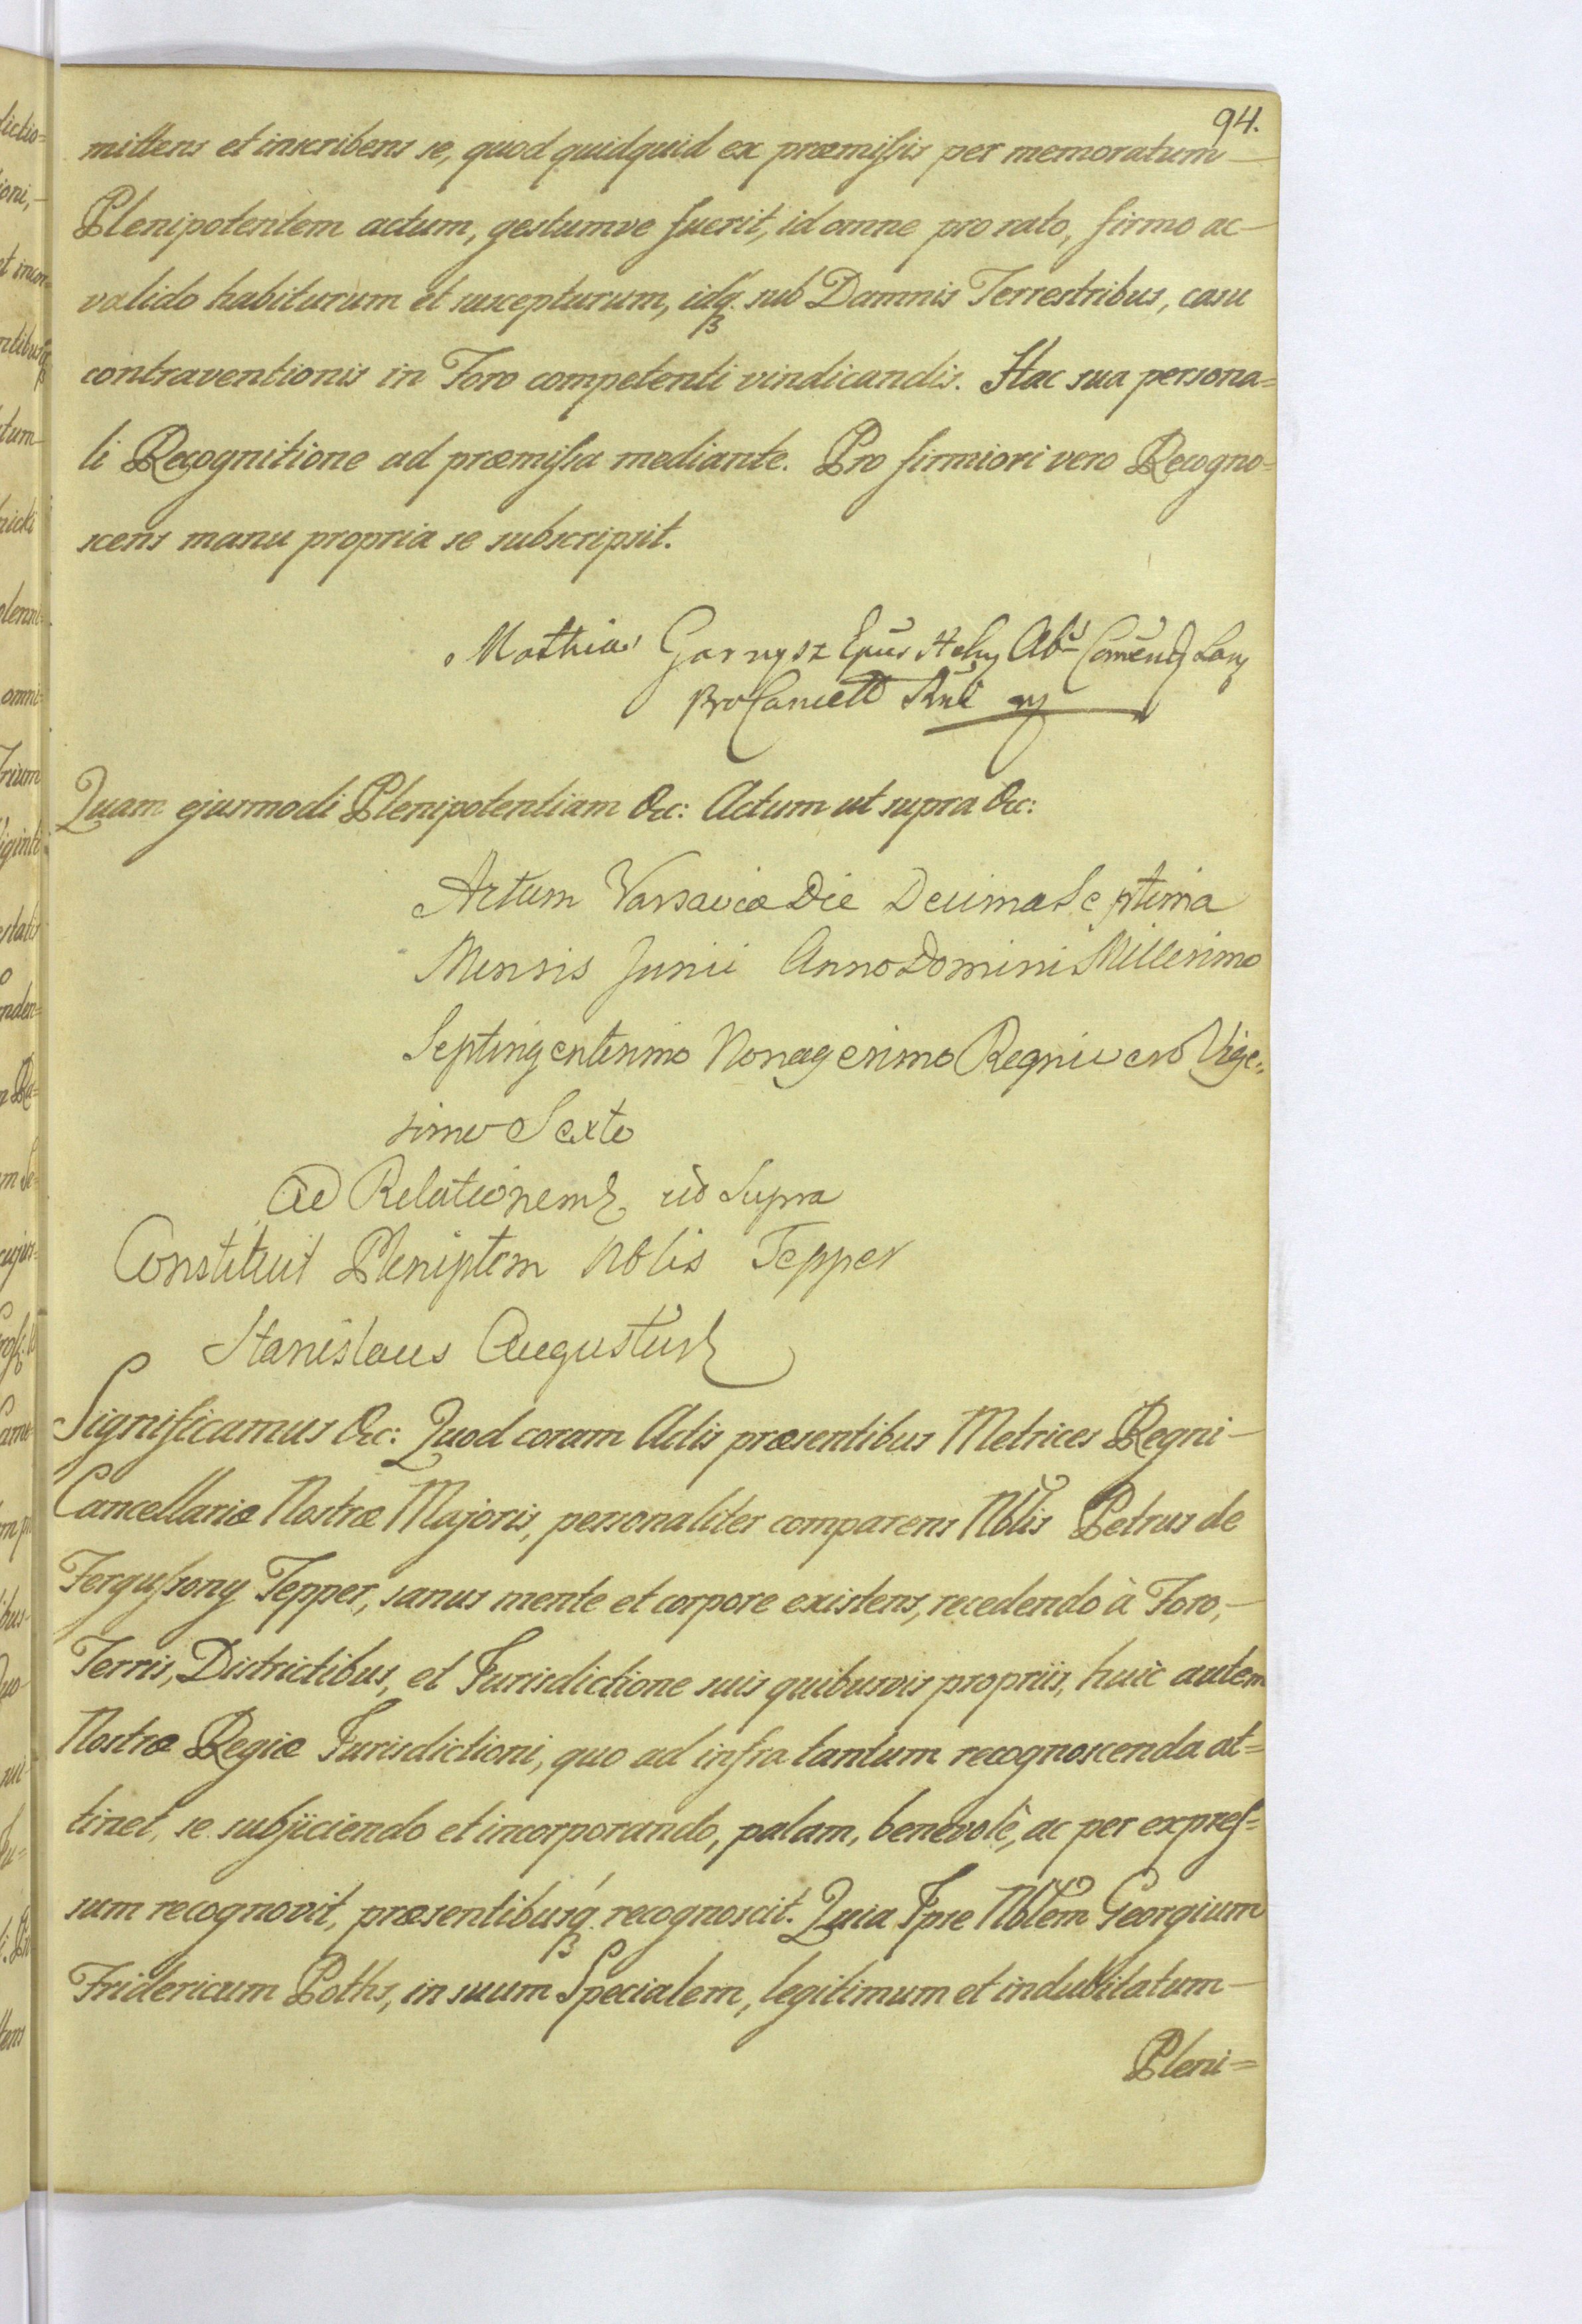 94.
mittens et inscribens se, quod quidquid ex præmiſsis per memoratum
Plenipotentem actum, gestumve fuerit, id omne pro rato, firmo ac
valido habiturum et suscepturum, idq́ꝫ sub Damnis Terrestribus, casu
contraventionis in Foro competenti vindicandis. Hac sua persona=
li Recognitione ad præmiſsa mediante. Pro firmiori vero Recogno=
scens manu propria se subscripsit.
Mathias Garnysz Epūs
ProCancell
Quam ejusmodi Plenipotentiam &c: Actum ut supra &c:
Actum Varsaviæ Die Decima Septima
Mensis Junii Anno Domini Millesimo
Septingentesimo Nonagesimo Regni vero Vige=
simo Sexto
Ad Relationem ut Supra
Constituit Pleniptem Nblis Tepper
Stanislaus Augustus
Significamus &c: Quod coram Actis præsentibus Metrices Regni
Cancellariæ Nostræ Majoris, personaliter comparens Nblis Petrus de
Ferguſsony Tepper, sanus mente et corpore existens, recedendo à Foro,
Terris, Districtibus, et Jurisdictione suis quibusvis propriis, huic autem
Nostræ Regiæ Jurisdictioni, quo ad infra tantum recognoscenda at=
tinet, se subjiciendo et incorporando, palam, benevolè, ac per expreſ=
sum recognovit, præsentibusq́ꝫ recognoscit. Quia Ipse Nblem Georgium
Fridericum Poths, in suum Specialem, legitimum et indubitatum
Pleni=